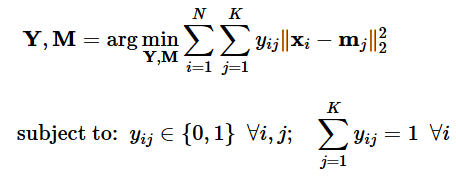 Y, M = arg min_{Y,M} ∑_{i=1}^{N} ∑_{j=1}^{K} y_{ij} ‖x_i − m_j‖_2^2
subject to: y_{ij} ∈ {0, 1} ∀i, j; ∑_{j=1}^{K} y_{ij} = 1 ∀i